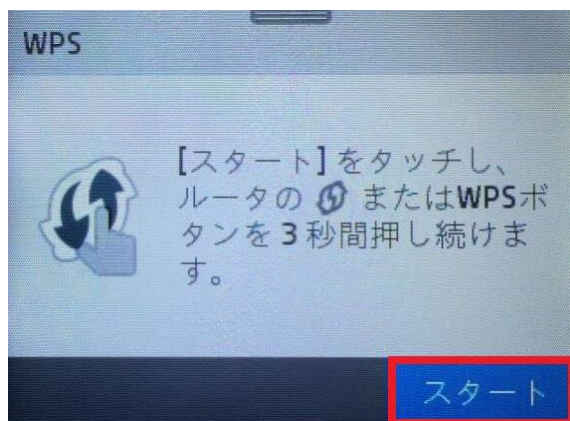 WPS
[スタート]をタッチし、
ルータの またはWPSボ
タンを3秒間押し続けま
す。
スタート